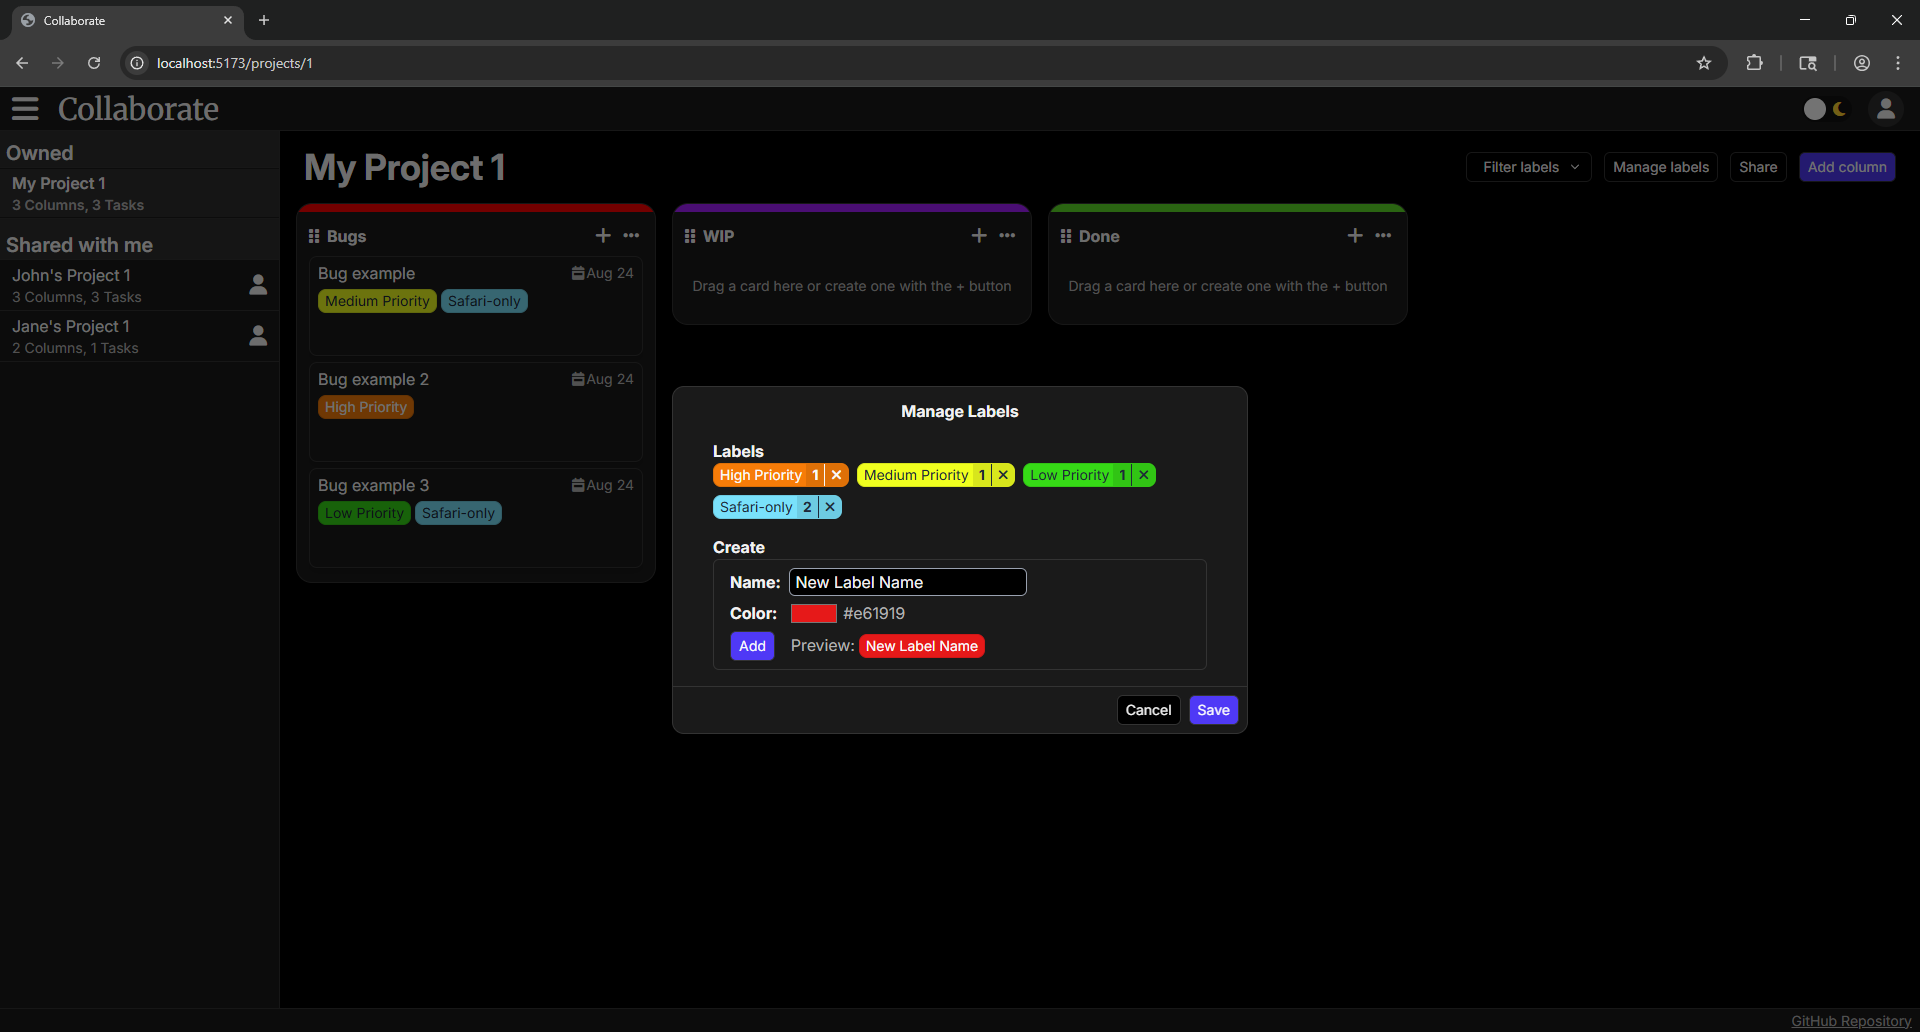 Collaborate
localhost:5173/projects/1
Collaborate
Owned
My Project 1
3 Columns, 3 Tasks
Shared with me
John's Project 1
3 Columns, 3 Tasks
Jane's Project 1
2 Columns, 1 Tasks
My Project 1
Filter labels
Manage labels
Share
Add column
Bugs
Bug example
Aug 24
Medium Priority
Safari-only
Bug example 2
Aug 24
High Priority
Bug example 3
Aug 24
Low Priority
Safari-only
WIP
Drag a card here or create one with the + button
Done
Drag a card here or create one with the + button
Manage Labels
Labels
High Priority 1
Medium Priority 1
Low Priority 1
Safari-only 2
Create
Name: New Label Name
Color: #e61919
Add
Preview: New Label Name
Cancel
Save
GitHub Repository